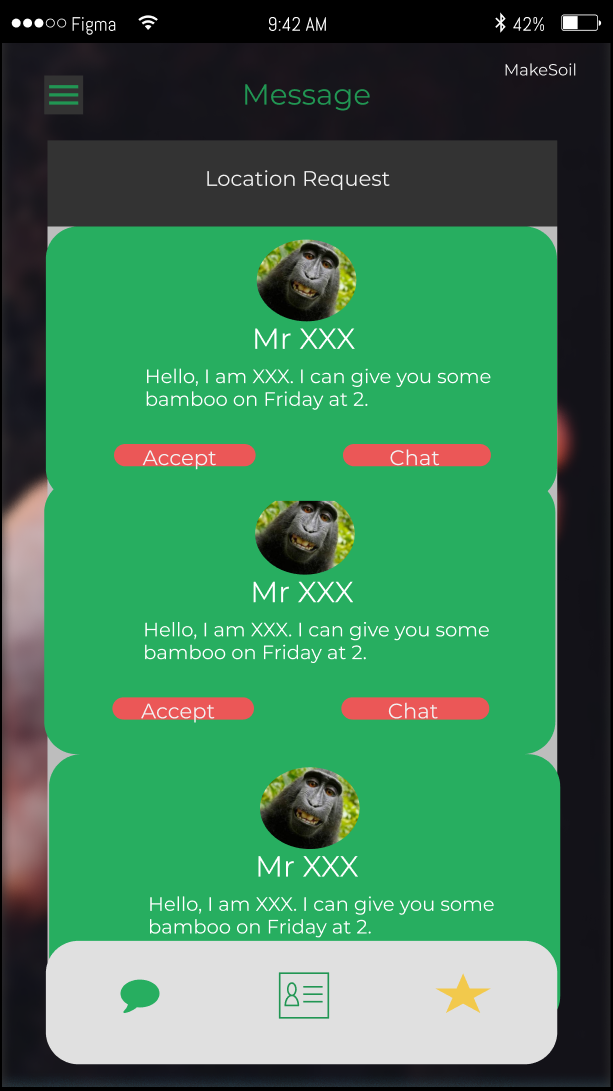 Figma
9:42 AM
42%
MakeSoil
Message
Location Request
Mr XXX
Hello, I am XXX. I can give you some
bamboo on Friday at 2.
Accept
Chat
Mr XXX
Hello, I am XXX. I can give you some
bamboo on Friday at 2.
Accept
Chat
Mr XXX
Hello, I am XXX. I can give you some
bamboo on Friday at 2.